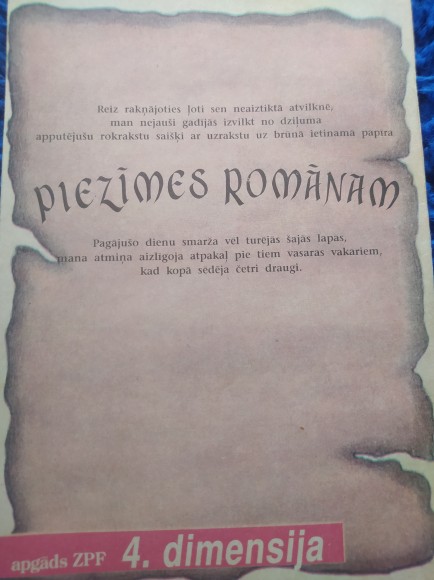 Reiz rakņājoties ļoti sen neaiztiktā atvilknē,
man nejauši gadījās izvilkt no dziļuma
apputējušu rokrakstu saišķi ar uzrakstu uz brūnā ietināmā papīra
PIEZĪMES ROMĀNAM
Pagājušo dienu smarža vēl turējās šajās lapās,
mana atmiņa aizlīgoja atpakaļ pie tiem vasaras vakariem,
kad kopā sēdēja četri draugi.
apgāds ZPF 4. dimensija